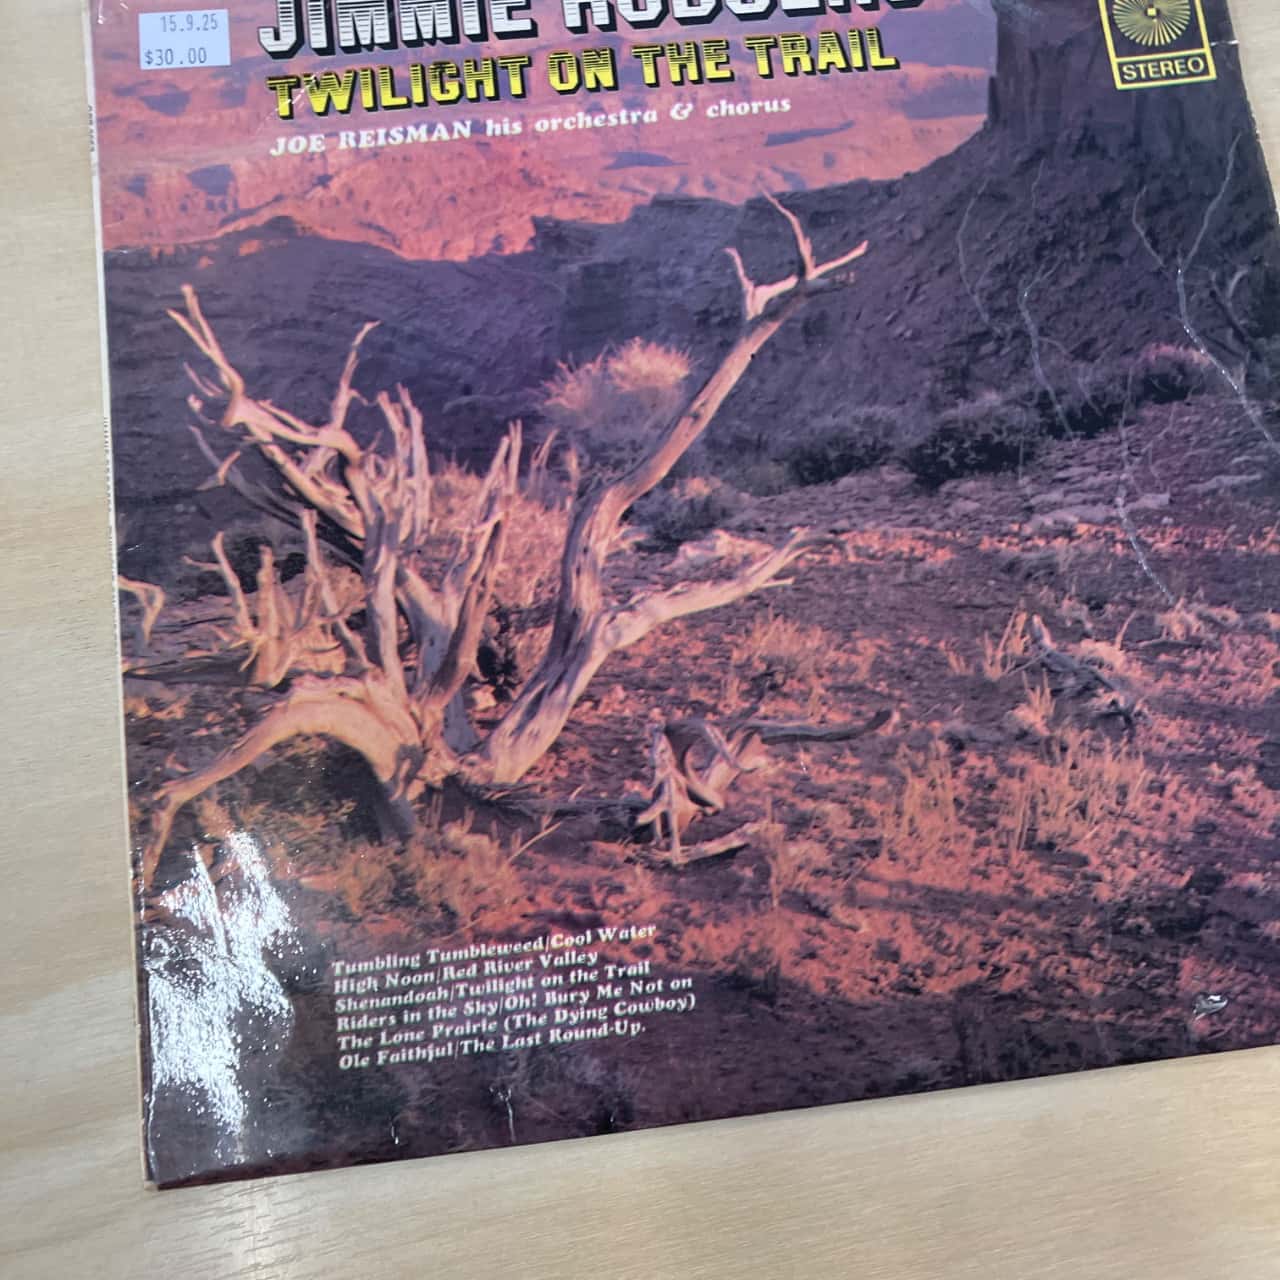 15.9.25
$30.00
JIMMIE RODGERS
TWILIGHT ON THE TRAIL
JOE REISMAN his orchestra & chorus
STEREO
Tumbling Tumbleweed/Cool Water
High Noon/Red River Valley
Shenandoah/Twilight on the Trail
Riders in the Sky/Oh! Bury Me Not on
The Lone Prairie (The Dying Cowboy)
Ole Faithful/The Last Round-Up.